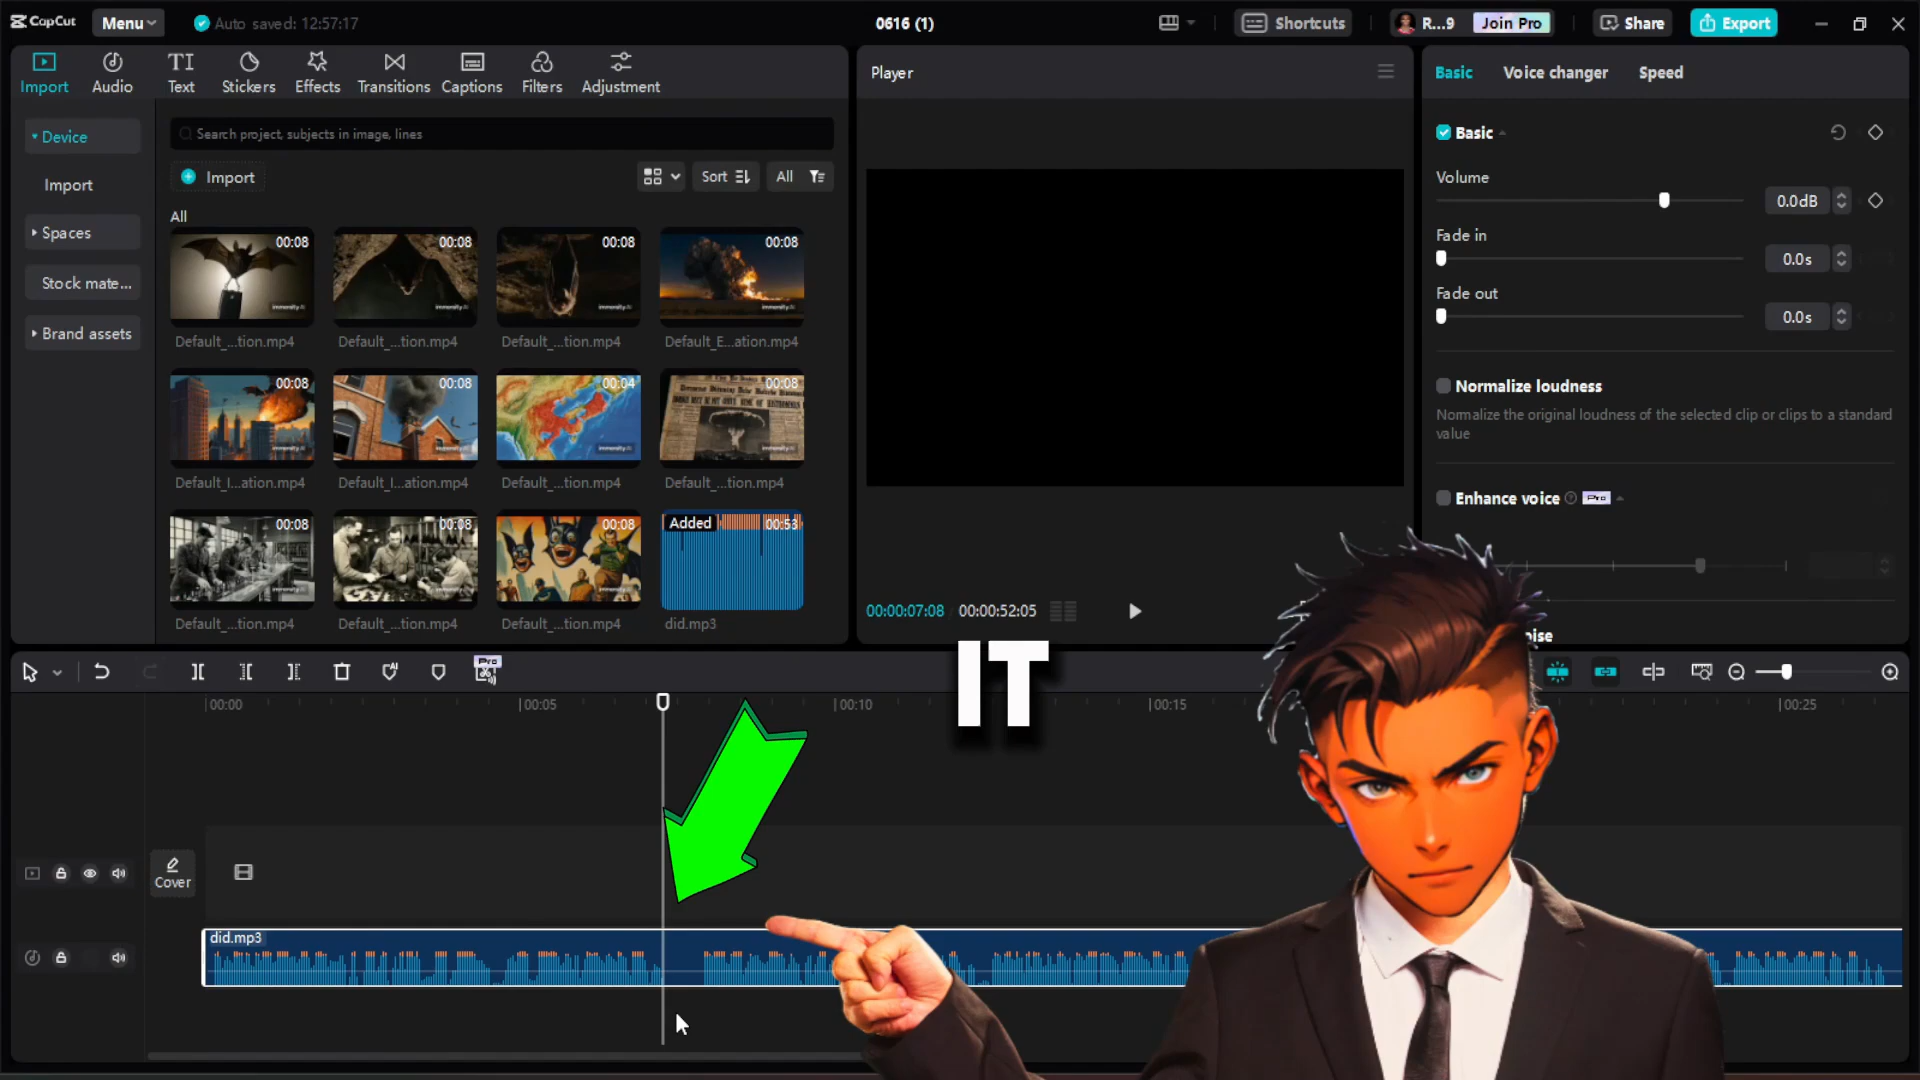 CapCut
Menu
Auto saved: 12:57:17
0616 (1)
Shortcuts
R...9
Join Pro
Share
Export
Import
Audio
Text
Stickers
Effects
Transitions
Captions
Filters
Adjustment
Device
Import
Spaces
Stock mate...
Brand assets
Search project, subjects in image, lines
Import
Sort
All
All
00:08
00:08
00:08
00:08
Default_...tion.mp4
Default_...tion.mp4
Default_...tion.mp4
Default_E...ation.mp4
00:08
00:08
00:04
00:08
Default_I...ation.mp4
Default_I...ation.mp4
Default_...tion.mp4
Default_...tion.mp4
00:08
00:08
00:08
Added
00:53
Default_...tion.mp4
Default_...tion.mp4
Default_...tion.mp4
did.mp3
Player
00:00:07:08
00:00:52:05
Basic
Voice changer
Speed
Basic
Volume
0.0dB
Fade in
0.0s
Fade out
0.0s
Normalize loudness
Normalize the original loudness of the selected clip or clips to a standard
value
Enhance voice
Pro
oise
IT
Pro
00:00
00:05
00:10
00:15
00:25
Cover
did.mp3